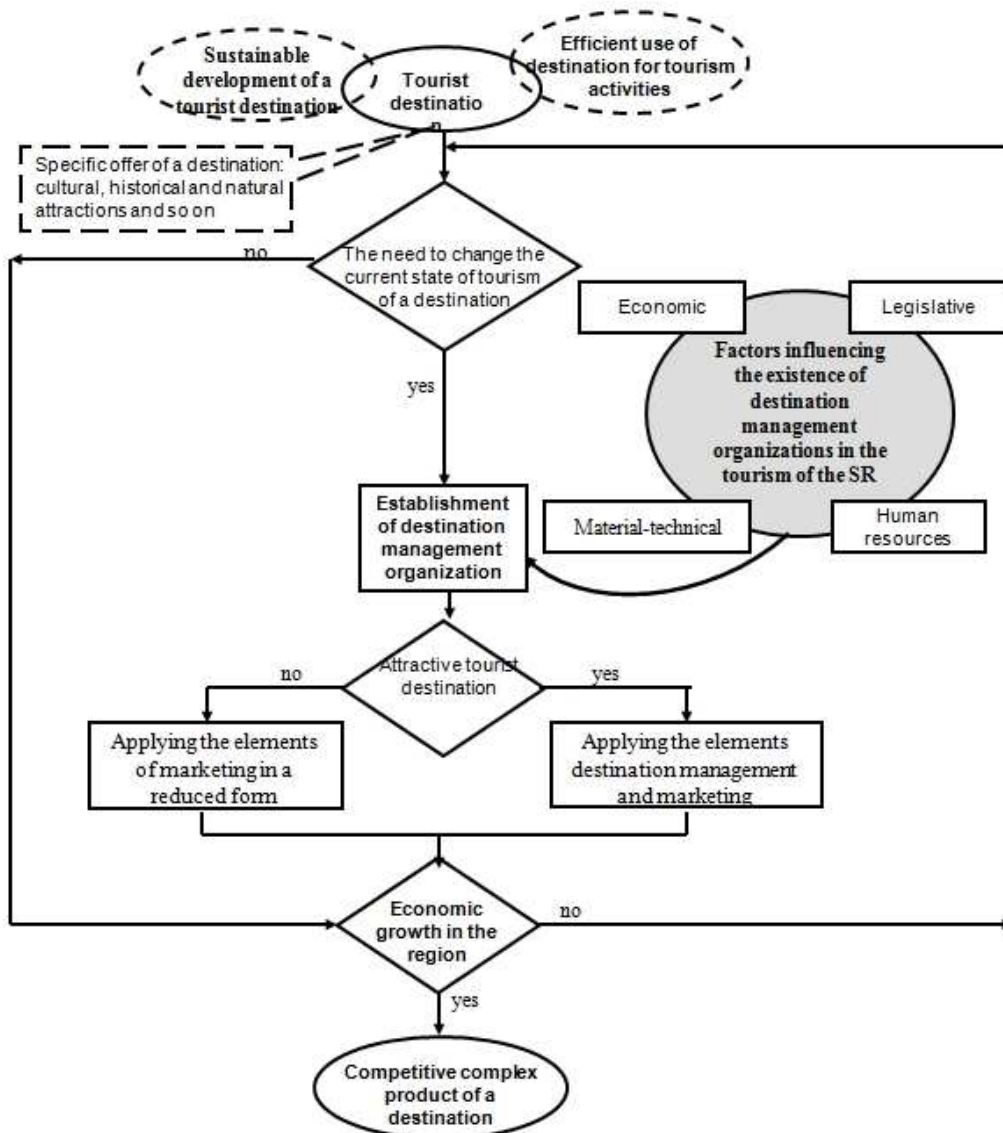 Sustainable
development of a
tourist destination
Tourist
destinatio
n
Efficient use of
destination for tourism
activities
Specific offer of a destination:
cultural, historical and natural
attractions and so on
no
The need to change the
current state of tourism
of a destination
yes
Economic
Legislative
Factors influencing
the existence of
destination
management
organizations in the
tourism of the SR
Material-technical
Human
resources
Establishment
of destination
management
organization
Attractive tourist
destination
no
yes
Applying the elements
of marketing in a
reduced form
Applying the elements
destination management
and marketing
Economic
growth in the
region
no
yes
Competitive complex
product of a
destination